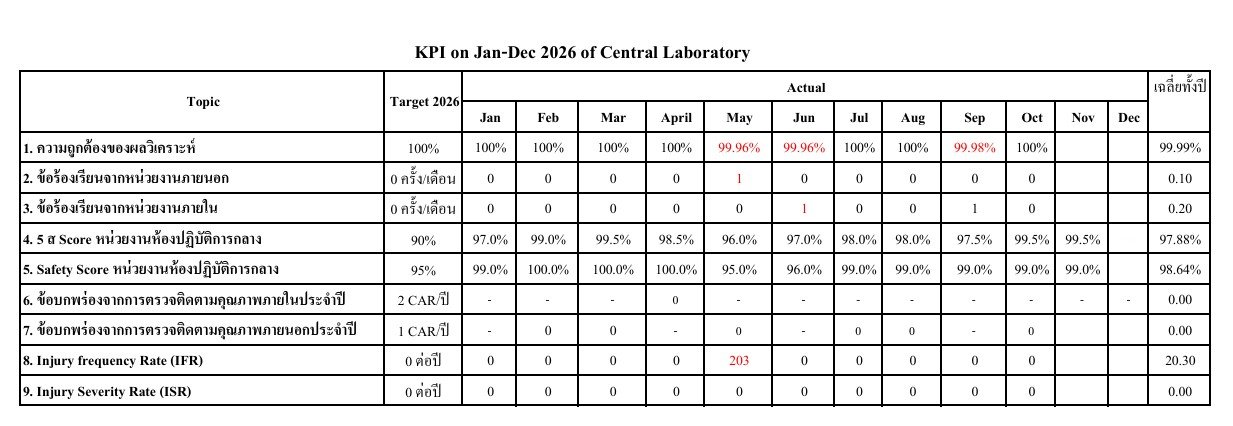 KPI on Jan-Dec 2026 of Central Laboratory
Topic Target 2026 Actual เฉลี่ยทั้งปี
Jan Feb Mar April May Jun Jul Aug Sep Oct Nov Dec
1. ความถูกต้องของผลวิเคราะห์ 100% 100% 100% 100% 100% 99.96% 99.96% 100% 100% 99.98% 100% 99.99%
2. ข้อร้องเรียนจากหน่วยงานภายนอก 0 ครั้ง/เดือน 0 0 0 0 1 0 0 0 0 0 0.10
3. ข้อร้องเรียนจากหน่วยงานภายใน 0 ครั้ง/เดือน 0 0 0 0 0 1 0 0 1 0 0.20
4. 5 ส Score หน่วยงานห้องปฏิบัติการกลาง 90% 97.0% 99.0% 99.5% 98.5% 96.0% 97.0% 98.0% 98.0% 97.5% 99.5% 99.5% 97.88%
5. Safety Score หน่วยงานห้องปฏิบัติการกลาง 95% 99.0% 100.0% 100.0% 100.0% 95.0% 96.0% 99.0% 99.0% 99.0% 99.0% 99.0% 98.64%
6. ข้อบกพร่องจากการตรวจติดตามคุณภาพภายในประจำปี 2 CAR/ปี - - - 0 - - - - - - - - 0.00
7. ข้อบกพร่องจากการตรวจติดตามคุณภาพภายนอกประจำปี 1 CAR/ปี - 0 0 - 0 - 0 0 - 0 0.00
8. Injury frequency Rate (IFR) 0 ต่อปี 0 0 0 0 203 0 0 0 0 0 20.30
9. Injury Severity Rate (ISR) 0 ต่อปี 0 0 0 0 0 0 0 0 0 0 0.00